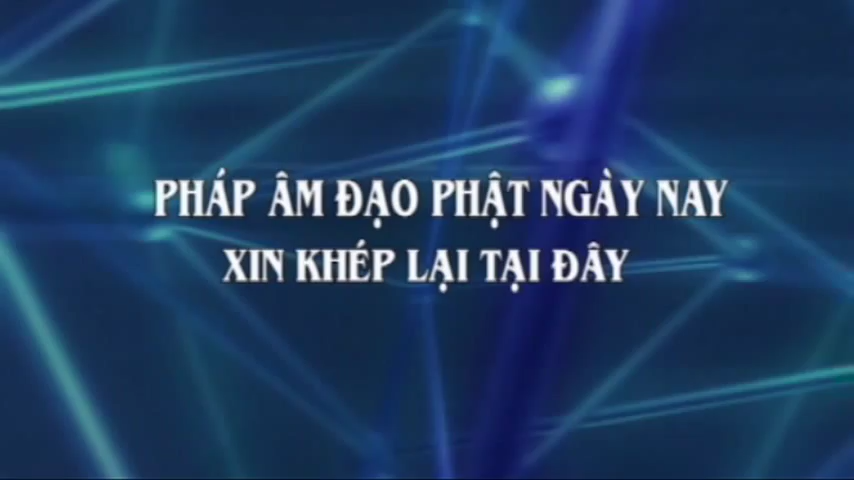 PHÁP ÂM ĐẠO PHẬT NGÀY NAY
XIN KHÉP LẠI TẠI ĐÂY